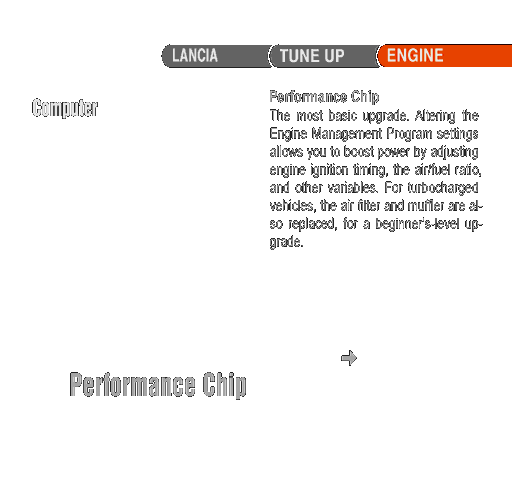 LANCIA TUNE UP ENGINE
Computer
Performance Chip
The most basic upgrade. Altering the
Engine Management Program settings
allows you to boost power by adjusting
engine ignition timing, the air/fuel ratio,
and other variables. For turbocharged
vehicles, the air filter and muffler are al-
so replaced, for a beginner's-level up-
grade.
Performance Chip